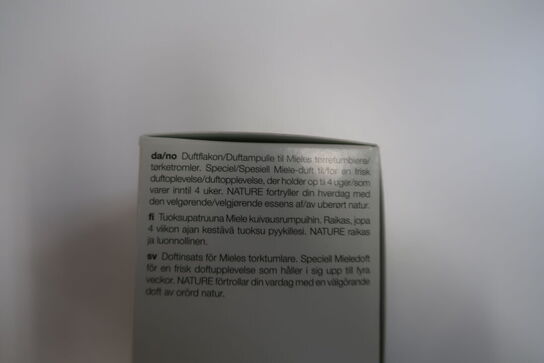 da/no Duftflakon/Duftampulle til Mieles tørretumblere/
tørketromler. Speciel/Spesiell Miele-duft til/for en frisk
duftoplevelse/duftopplevelse, der holder op til 4 uger/som
varer inntil 4 uker. NATURE fortryller din hverdag med
den velgørende/velgjørende essens af/av uberørt natur.
fi Tuoksupatruuna Miele kuivausrumpuihin. Raikas, jopa
4 viikon ajan kestävä tuoksu pyykillesi. NATURE raikas
ja luonnollinen.
sv Doftinsats för Mieles torktumlare. Speciell Mieledoft
för en frisk doftupplevelse som håller i sig upp till fyra
veckor. NATURE förtrollar din vardag med en välgörande
doft av orörd natur.